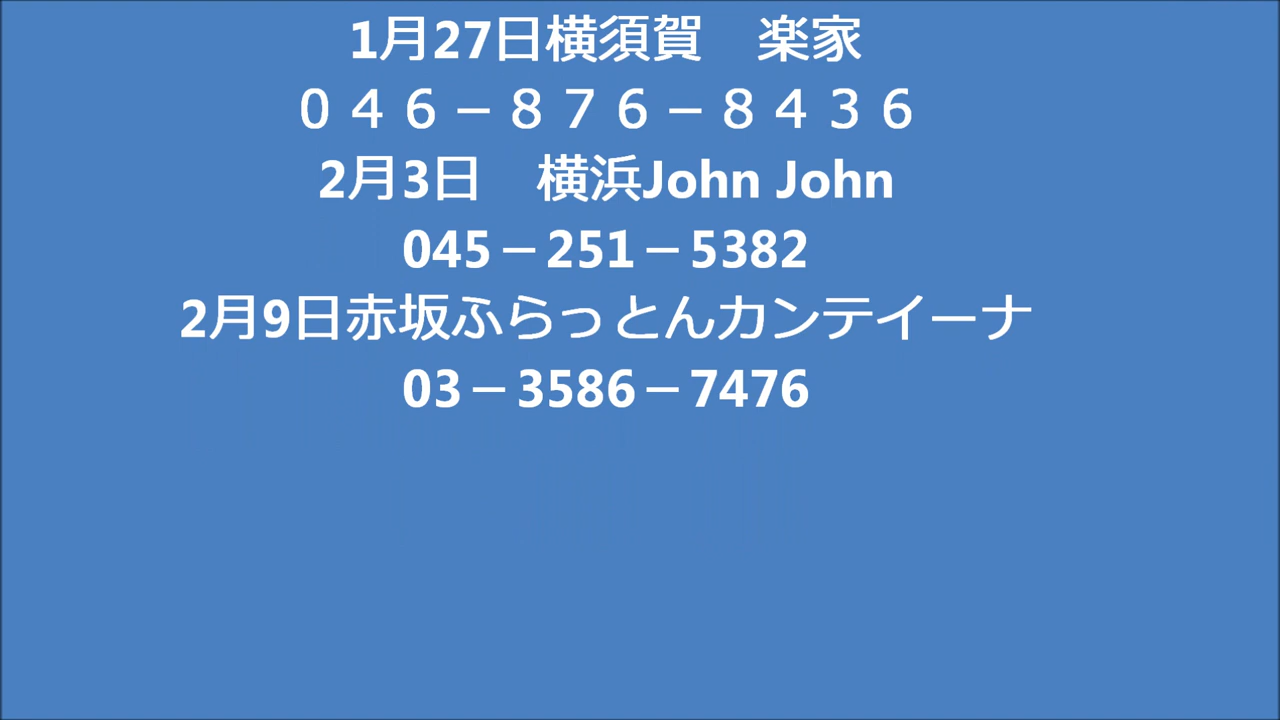 1月27日横須賀　楽家
０４６－８７６－８４３６
2月3日　横浜John John
045－251－5382
2月9日赤坂ふらっとんカンテイーナ
03－3586－7476